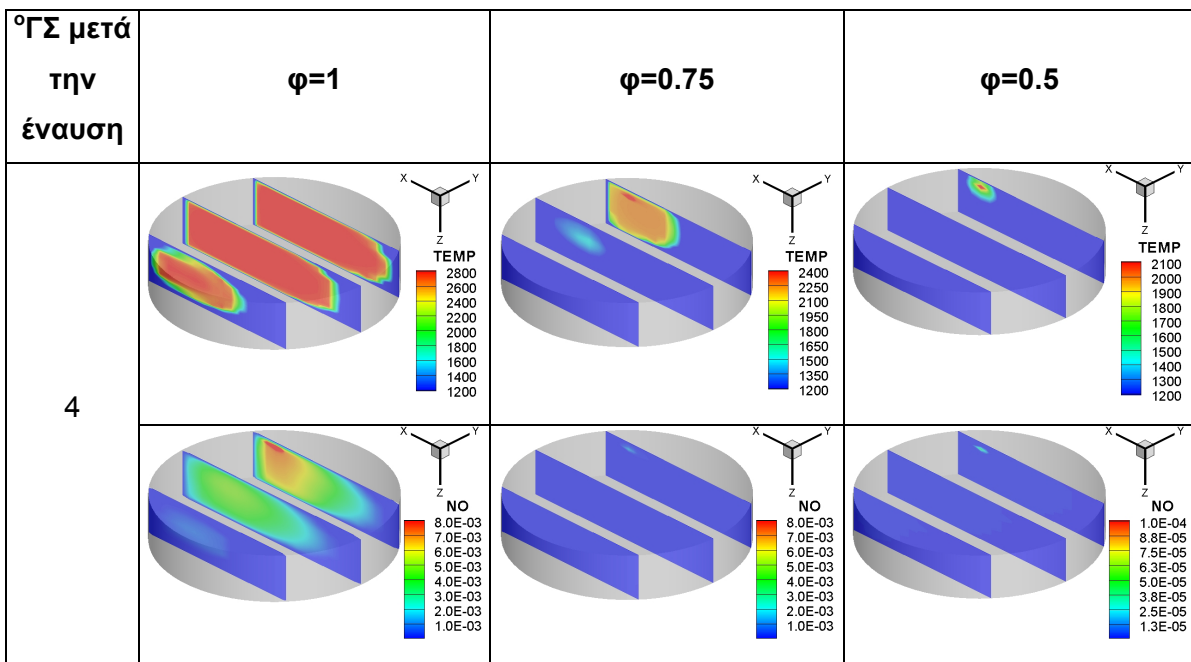 ºΓΣ μετά
την
έναυση
φ=1
φ=0.75
φ=0.5
4
X
Y
Z
TEMP
2800
2600
2400
2200
2000
1800
1600
1400
1200
X
Y
Z
TEMP
2400
2250
2100
1950
1800
1650
1500
1350
1200
X
Y
Z
TEMP
2100
2000
1900
1800
1700
1600
1500
1400
1300
1200
X
Y
Z
NO
8.0E-03
7.0E-03
6.0E-03
5.0E-03
4.0E-03
3.0E-03
2.0E-03
1.0E-03
X
Y
Z
NO
8.0E-03
7.0E-03
6.0E-03
5.0E-03
4.0E-03
3.0E-03
2.0E-03
1.0E-03
X
Y
Z
NO
1.0E-04
8.8E-05
7.5E-05
6.3E-05
5.0E-05
3.8E-05
2.5E-05
1.3E-05